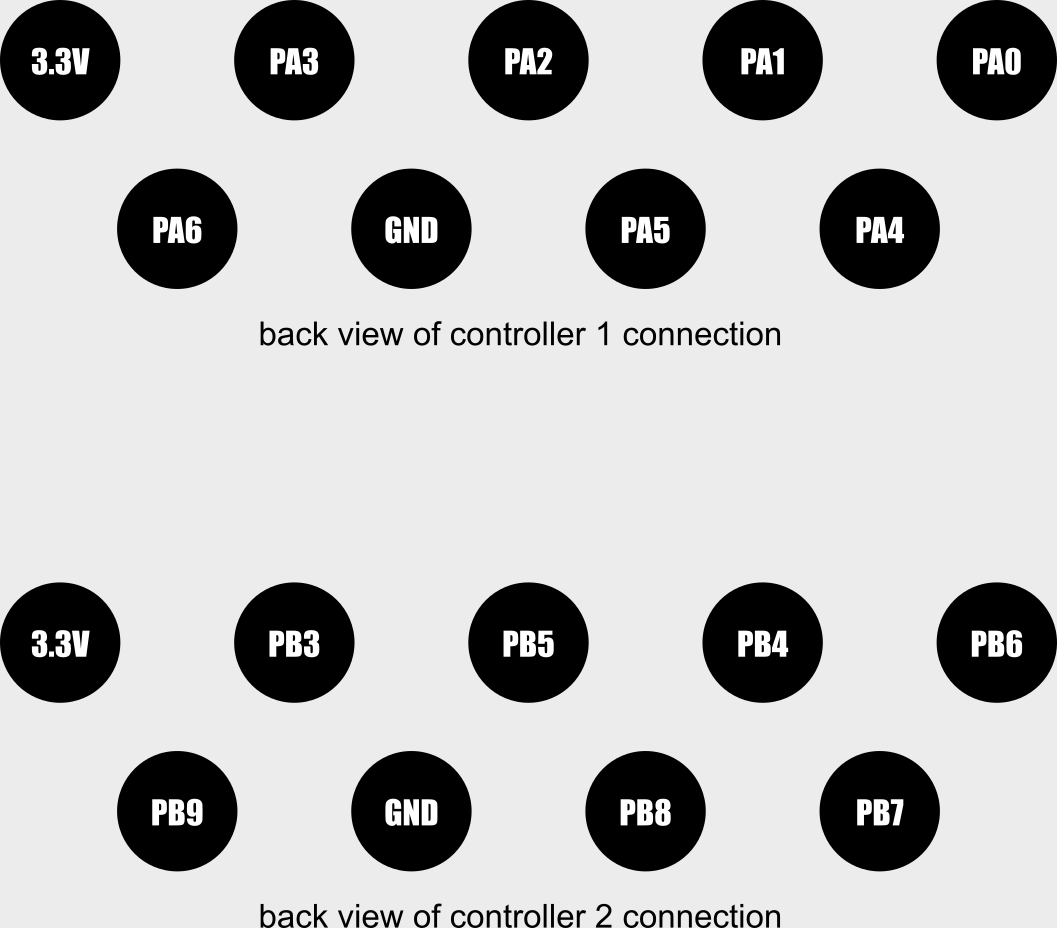 3.3V PA3 PA2 PA1 PA0
PA6 GND PA5 PA4
back view of controller 1 connection
3.3V PB3 PB5 PB4 PB6
PB9 GND PB8 PB7
back view of controller 2 connection